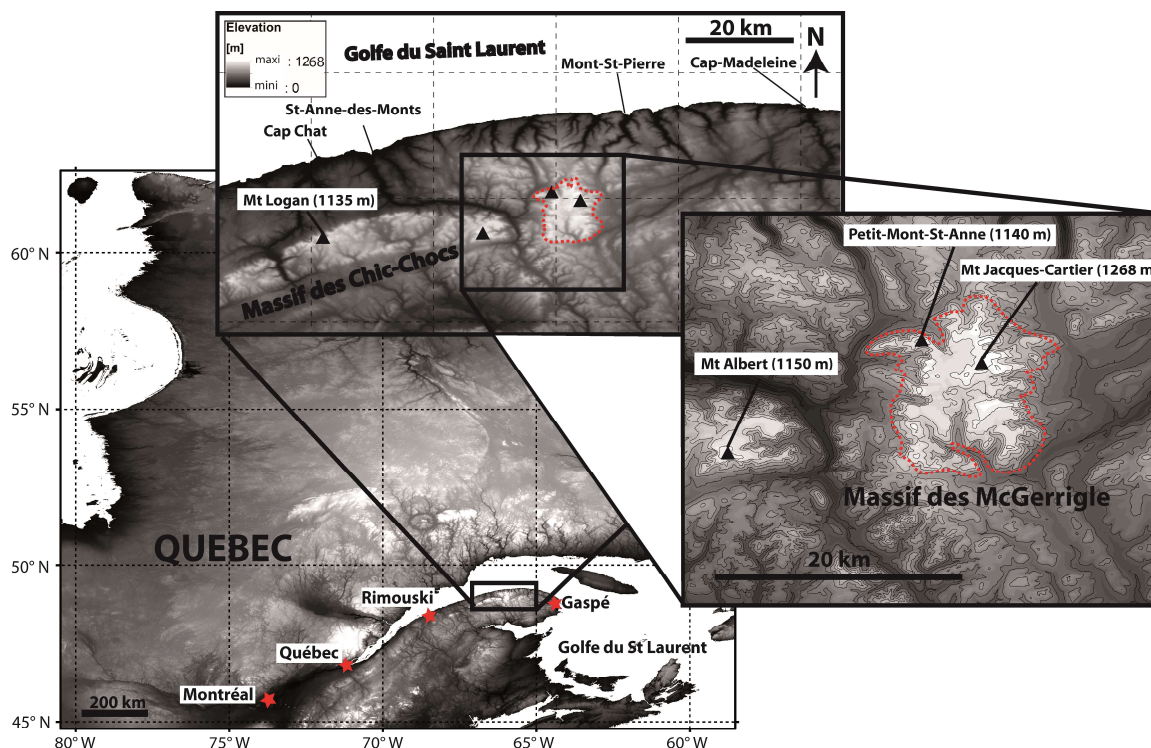 Elevation
[m]
maxi : 1268
mini : 0
Golfe du Saint Laurent
20 km
N
Mont-St-Pierre
Cap-Madeleine
St-Anne-des-Monts
Cap Chat
Mt Logan (1135 m)
Massif des Chic-Chocs
Petit-Mont-St-Anne (1140 m)
Mt Jacques-Cartier (1268 m
Mt Albert (1150 m)
Massif des McGerrigle
20 km
60° N
55° N
50° N
45° N
QUEBEC
Rimouski
Gaspé
Québec
Golfe du St Laurent
Montréal
200 km
80° W
75° W
70° W
65° W
60° W